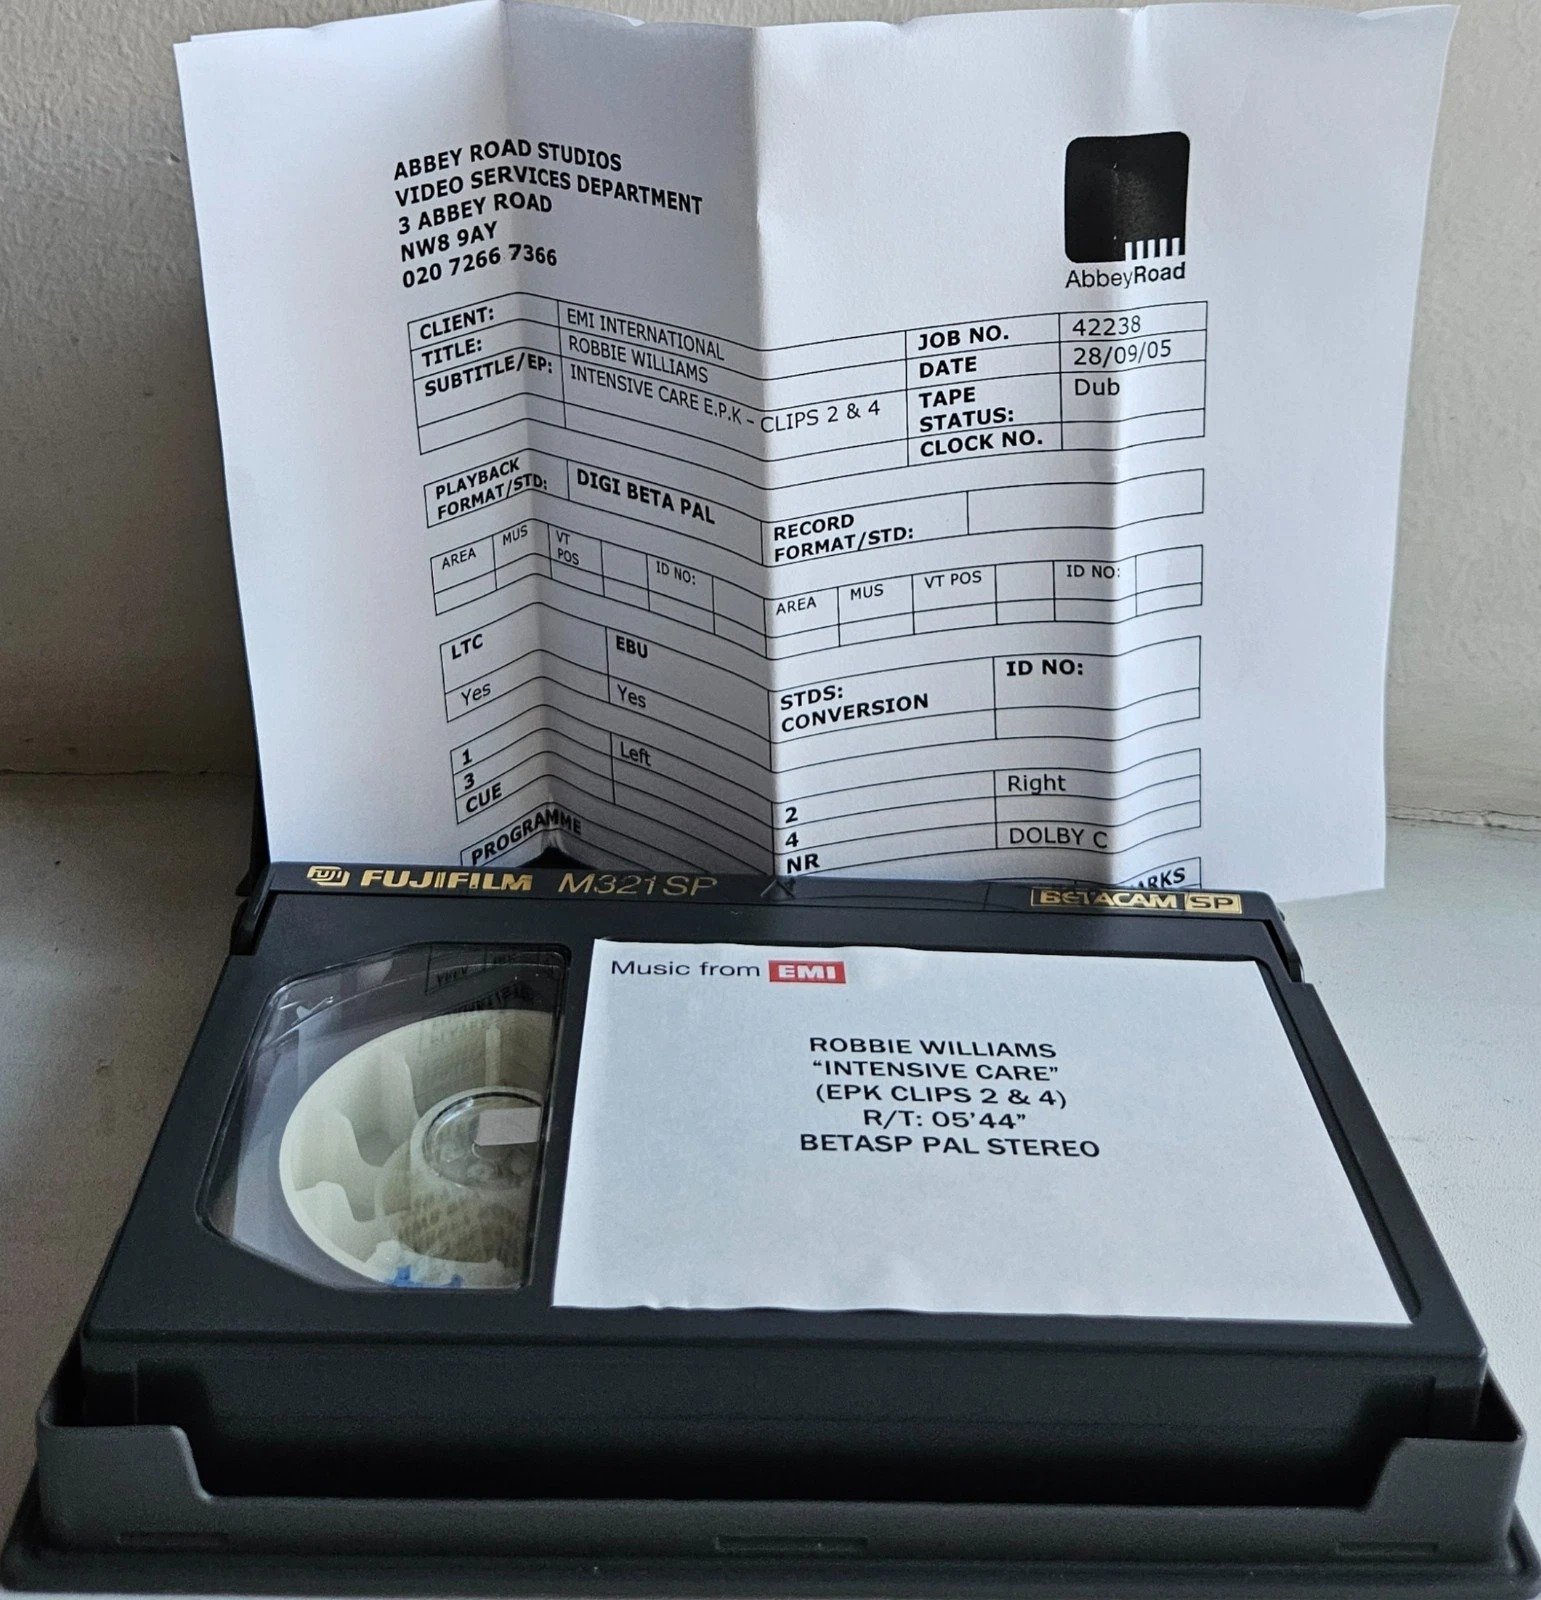 ABBEY ROAD STUDIOS
VIDEO SERVICES DEPARTMENT
3 ABBEY ROAD
NW8 9AY
020 7266 7366
AbbeyRoad
CLIENT: EMI INTERNATIONAL
TITLE: ROBBIE WILLIAMS
SUBTITLE/EP: INTENSIVE CARE E.P.K - CLIPS 2 & 4
JOB NO. 42238
DATE 28/09/05
TAPE STATUS: Dub
CLOCK NO.
PLAYBACK FORMAT/STD: DIGI BETA PAL
RECORD FORMAT/STD:
AREA MUS VT POS ID NO:
AREA MUS VT POS ID NO:
LTC EBU
Yes Yes
STDS: CONVERSION ID NO:
1 Left 2 Right
3 4
CUE NR DOLBY C
PROGRAMME ARKS
FUJI FUJIFILM M321SP BETACAM SP
Music from EMI
ROBBIE WILLIAMS
“INTENSIVE CARE”
(EPK CLIPS 2 & 4)
R/T: 05’44”
BETASP PAL STEREO